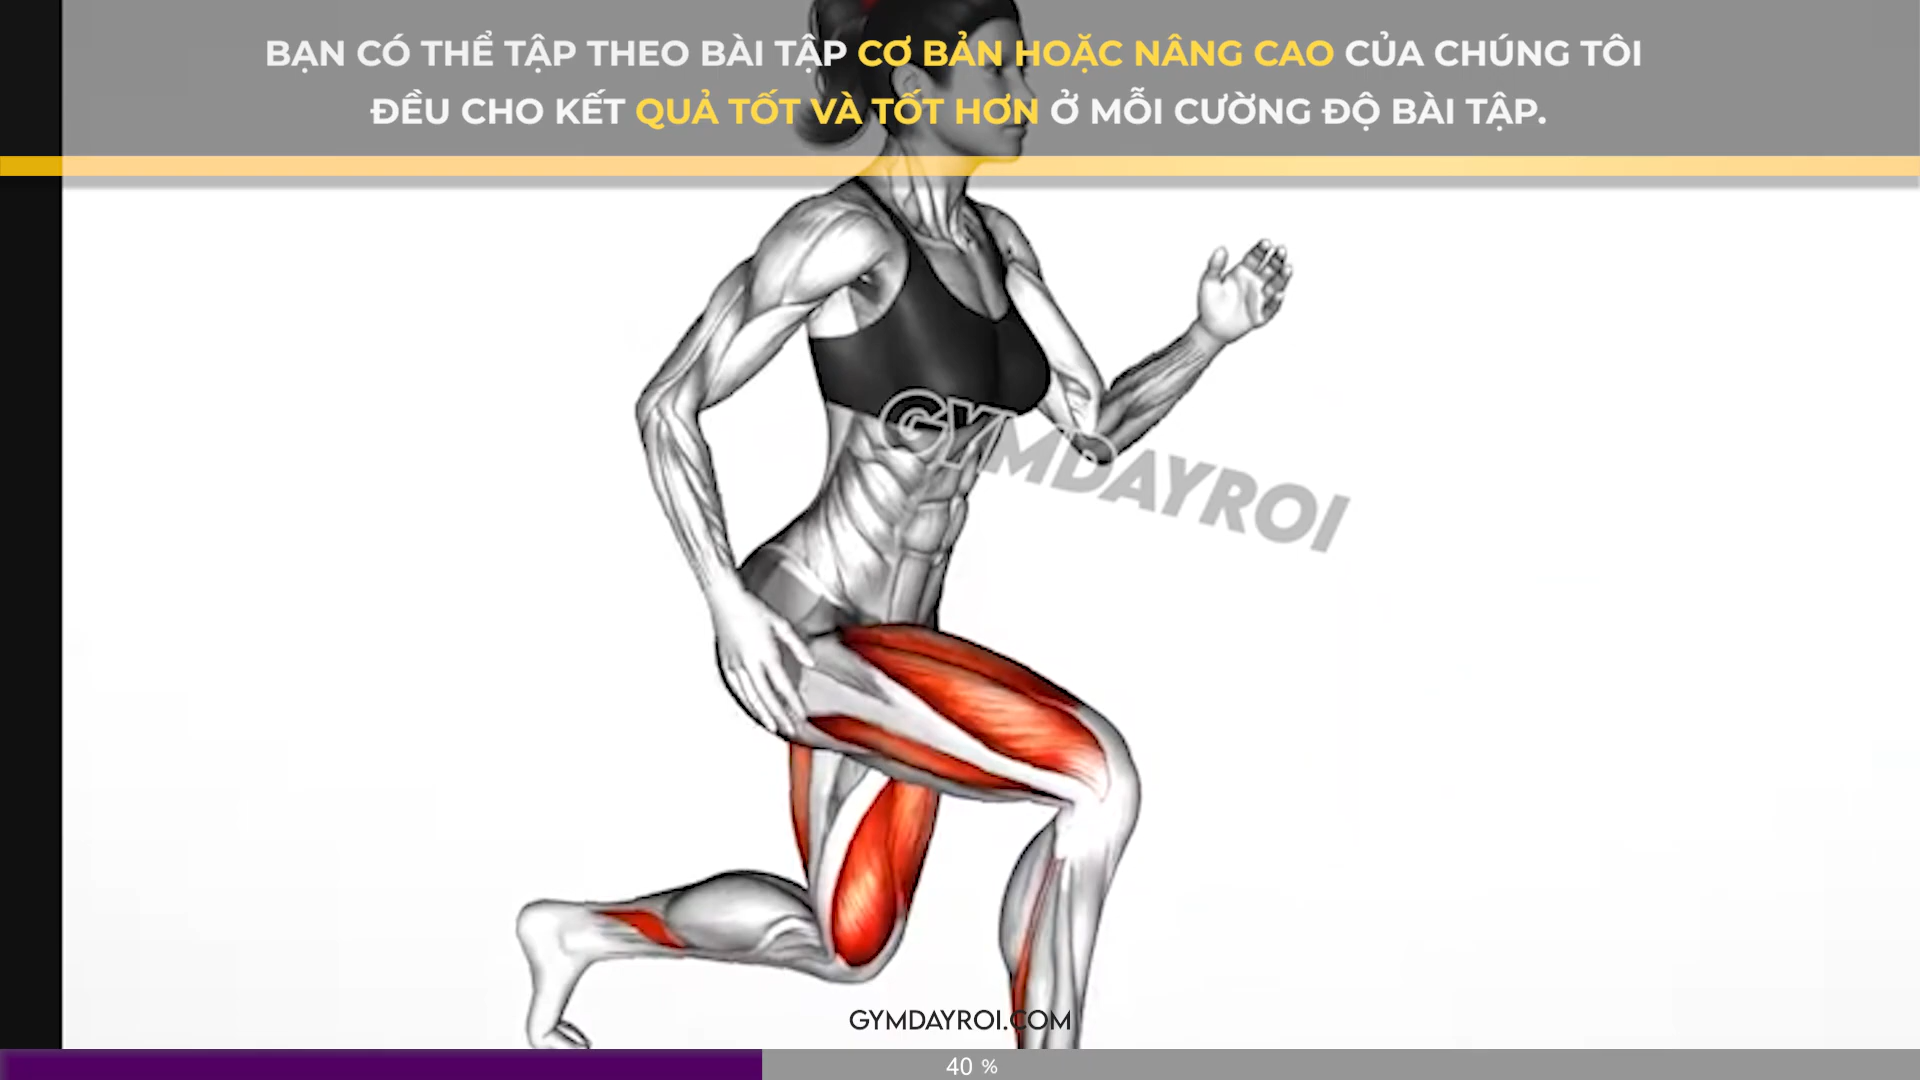 BẠN CÓ THỂ TẬP THEO BÀI TẬP CƠ BẢN HOẶC NÂNG CAO CỦA CHÚNG TÔI
ĐỀU CHO KẾT QUẢ TỐT VÀ TỐT HƠN Ở MỖI CƯỜNG ĐỘ BÀI TẬP.
GYMDAYROI
GYMDAYROI.COM
40 %